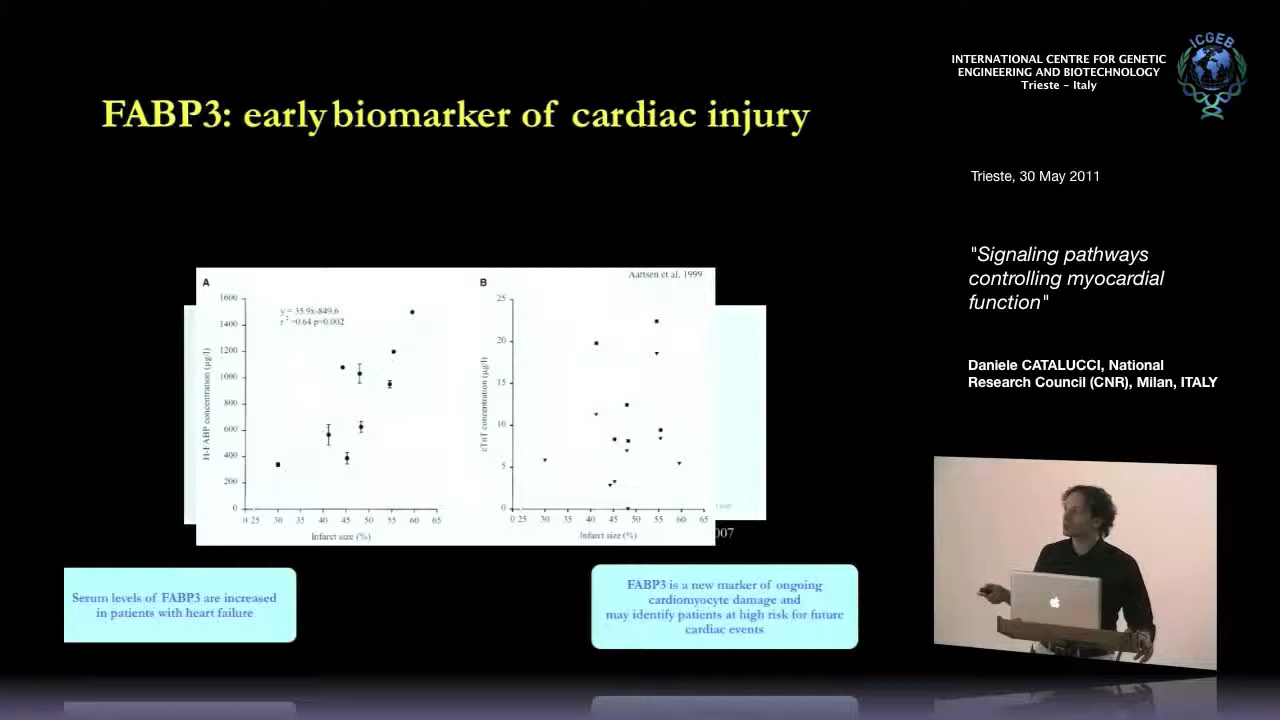 FABP3: early biomarker of cardiac injury
INTERNATIONAL CENTRE FOR GENETIC
ENGINEERING AND BIOTECHNOLOGY
Trieste - Italy
ICGEB
Trieste, 30 May 2011
"Signaling pathways
controlling myocardial
function"
Daniele CATALUCCI, National
Research Council (CNR), Milan, ITALY
A
y = 35.9x-849.6
r²=0.64 p=0.002
H-FABP concentration (µg/l)
1600
1400
1200
1000
800
600
400
200
0
0 25 30 35 40 45 50 55 60 65
Infarct size (%)
B
Aartsen et al. 1999
cTnT concentration (µg/l)
25
20
15
10
5
0
0 25 30 35 40 45 50 55 60 65
Infarct size (%)
007
Serum levels of FABP3 are increased
in patients with heart failure
FABP3 is a new marker of ongoing
cardiomyocyte damage and
may identify patients at high risk for future
cardiac events